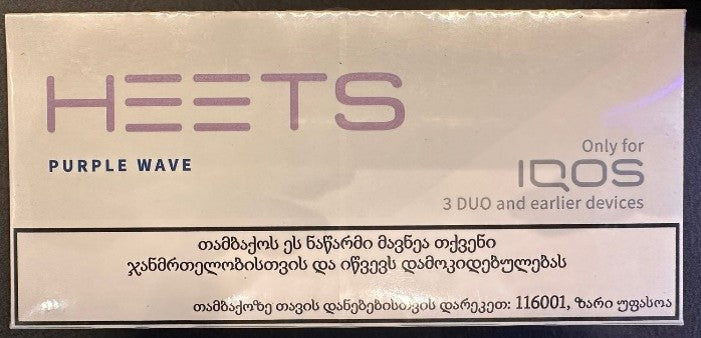 HEETS
PURPLE WAVE
Only for
IQOS
3 DUO and earlier devices
თამბაქოს ეს ნაწარმი მავნეა თქვენი
ჯანმრთელობისთვის და იწვევს დამოკიდებულებას
თამბაქოზე თავის დანებებისთვის დარეკეთ: 116001, ზარი უფასოა